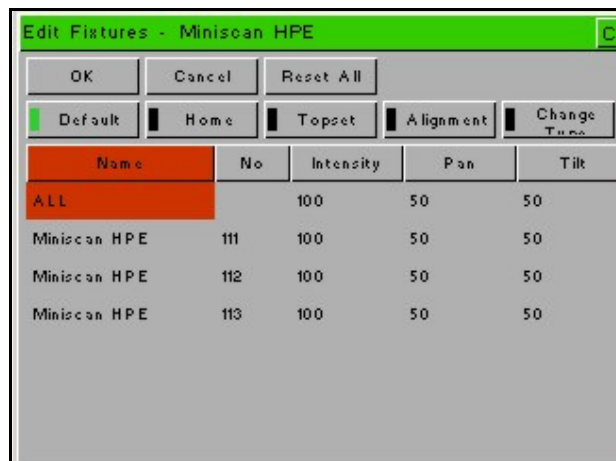 Edit Fixtures - Miniscan HPE C
OK Cancel Reset All
Default Home Topset Alignment Change
Name No Intensity Pan Tilt
ALL 100 50 50
Miniscan HPE 111 100 50 50
Miniscan HPE 112 100 50 50
Miniscan HPE 113 100 50 50